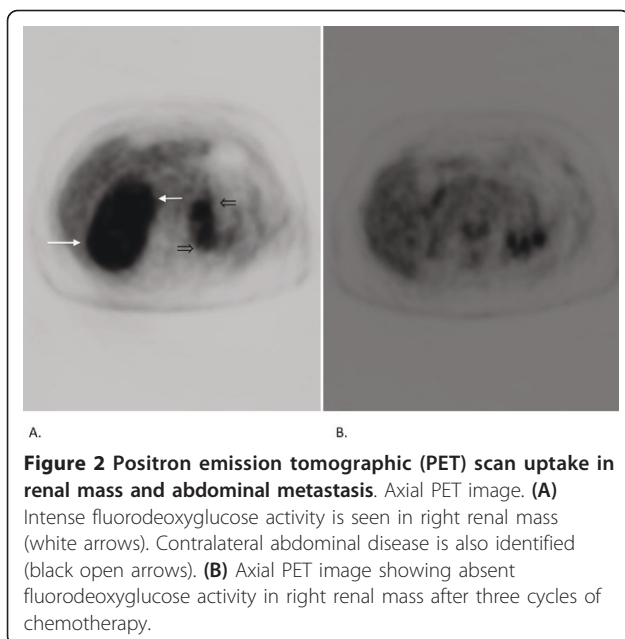 A. B.
Figure 2 Positron emission tomographic (PET) scan uptake in
renal mass and abdominal metastasis. Axial PET image. (A)
Intense fluorodeoxyglucose activity is seen in right renal mass
(white arrows). Contralateral abdominal disease is also identified
(black open arrows). (B) Axial PET image showing absent
fluorodeoxyglucose activity in right renal mass after three cycles of
chemotherapy.